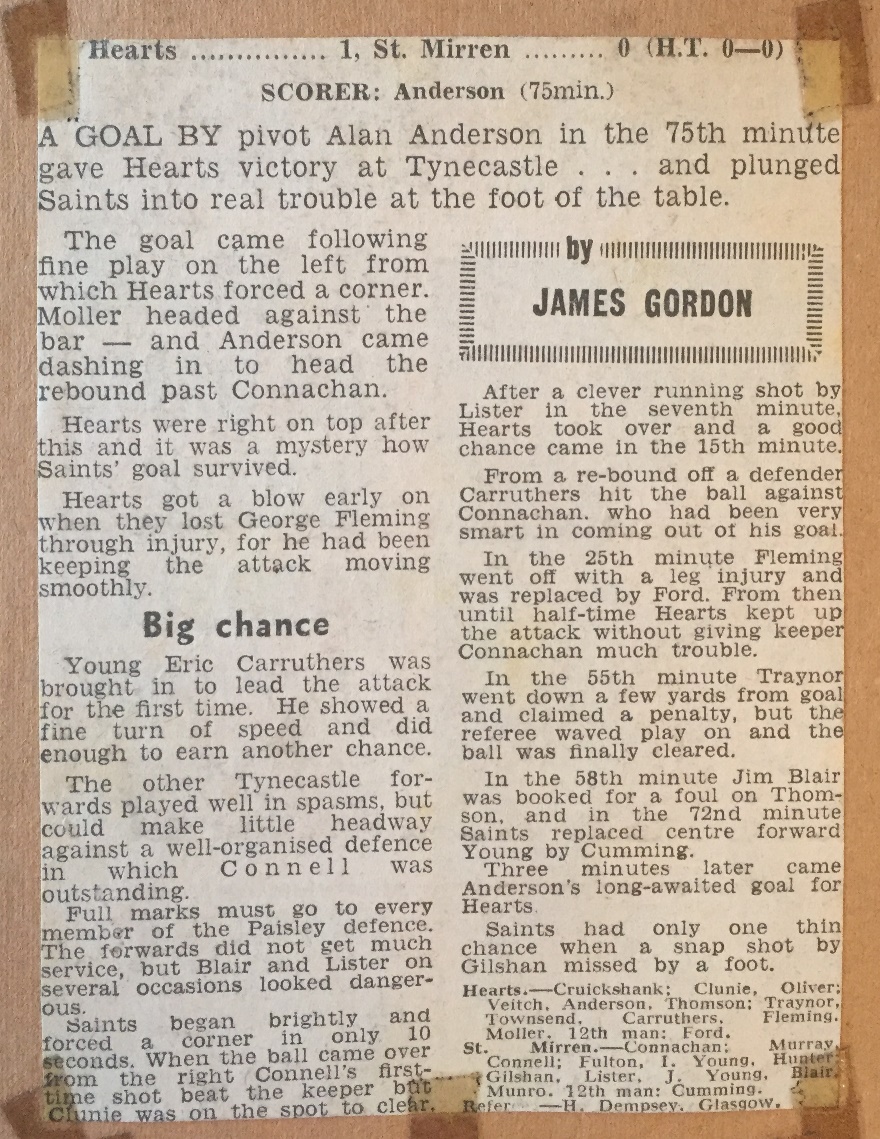 Hearts ............... 1, St. Mirren ......... 0 (H.T. 0—0)
SCORER: Anderson (75min.)
A GOAL BY pivot Alan Anderson in the 75th minute
gave Hearts victory at Tynecastle . . . and plunged
Saints into real trouble at the foot of the table.
The goal came following
fine play on the left from
which Hearts forced a corner.
Moller headed against the
bar — and Anderson came
dashing in to head the
rebound past Connachan.
Hearts were right on top after
this and it was a mystery how
Saints' goal survived.
Hearts got a blow early on
when they lost George Fleming
through injury, for he had been
keeping the attack moving
smoothly.
Big chance
Young Eric Carruthers was
brought in to lead the attack
for the first time. He showed a
fine turn of speed and did
enough to earn another chance.
The other Tynecastle for-
wards played well in spasms, but
could make little headway
against a well-organised defence
in which Connell was
outstanding.
Full marks must go to every
member of the Paisley defence.
The forwards did not get much
service, but Blair and Lister on
several occasions looked danger-
ous.
Saints began brightly and
forced a corner in only 10
seconds. When the ball came over
from the right Connell's first-
time shot beat the keeper but
Clunie was on the spot to clear.
by
JAMES GORDON
After a clever running shot by
Lister in the seventh minute,
Hearts took over and a good
chance came in the 15th minute.
From a re-bound off a defender
Carruthers hit the ball against
Connachan. who had been very
smart in coming out of his goal.
In the 25th minute Fleming
went off with a leg injury and
was replaced by Ford. From then
until half-time Hearts kept up
the attack without giving keeper
Connachan much trouble.
In the 55th minute Traynor
went down a few yards from goal
and claimed a penalty, but the
referee waved play on and the
ball was finally cleared.
In the 58th minute Jim Blair
was booked for a foul on Thom-
son, and in the 72nd minute
Saints replaced centre forward
Young by Cumming.
Three minutes later came
Anderson's long-awaited goal for
Hearts.
Saints had only one thin
chance when a snap shot by
Gilshan missed by a foot.
Hearts.—Cruickshank; Clunie, Oliver;
Veitch, Anderson, Thomson; Traynor,
Townsend, Carruthers, Fleming.
Moller. 12th man: Ford.
St. Mirren.—Connachan; Murray,
Connell; Fulton, I. Young, Hunter;
Gilshan, Lister, J. Young, Blair,
Munro. 12th man: Cumming.
Refer —H. Dempsey, Glasgow.